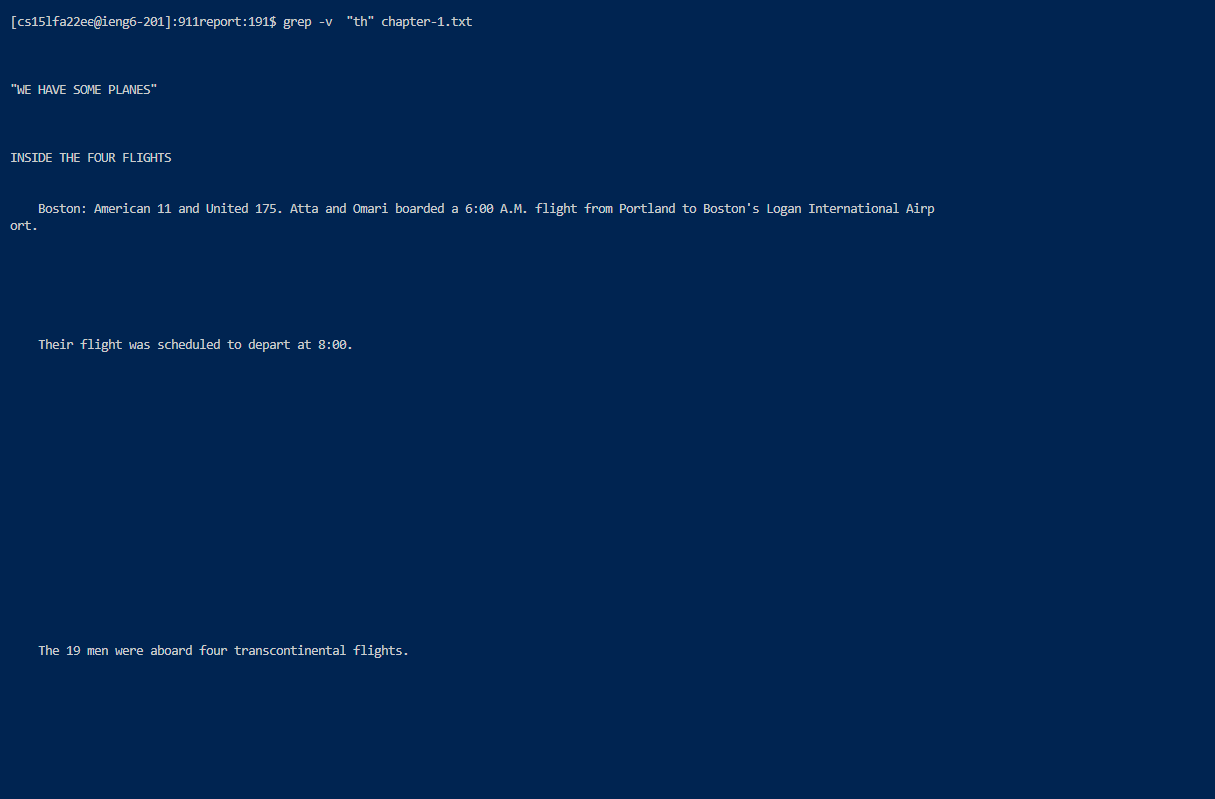 [cs15lfa22ee@ieng6-201]:911report:191$ grep -v  "th" chapter-1.txt
"WE HAVE SOME PLANES"
INSIDE THE FOUR FLIGHTS
Boston: American 11 and United 175. Atta and Omari boarded a 6:00 A.M. flight from Portland to Boston's Logan International Airp
ort.
Their flight was scheduled to depart at 8:00.
The 19 men were aboard four transcontinental flights.